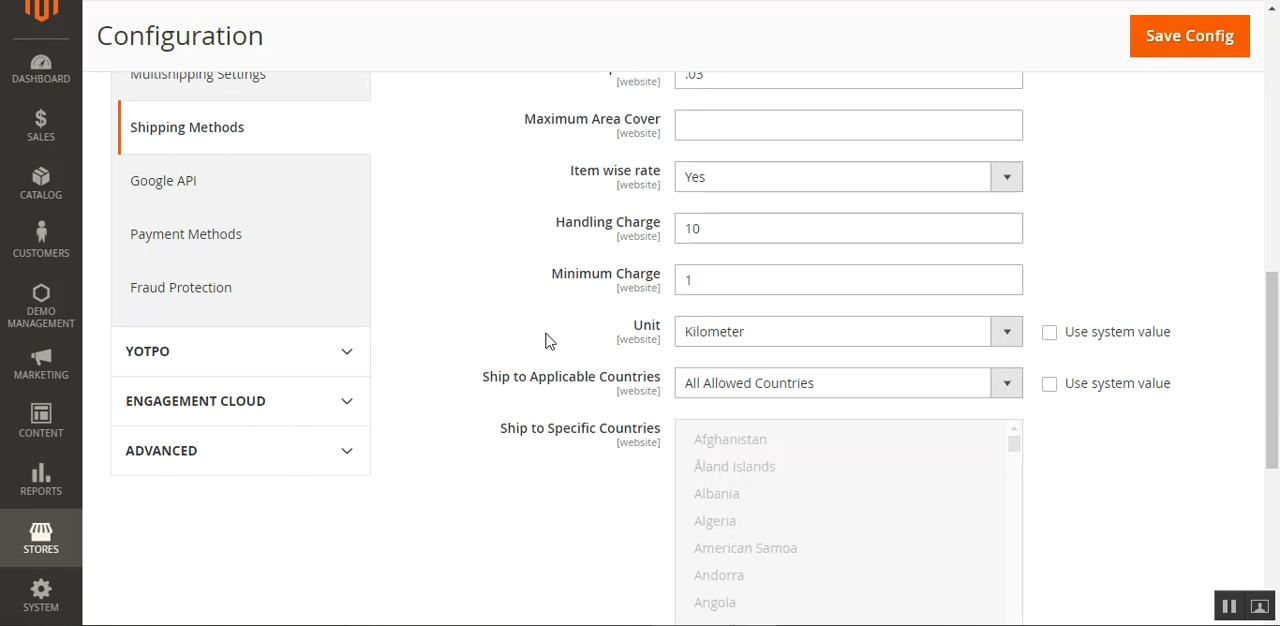 Configuration
Save Config
DASHBOARD
SALES
CATALOG
CUSTOMERS
DEMO
MANAGEMENT
MARKETING
CONTENT
REPORTS
STORES
SYSTEM
Multishipping Settings
Shipping Methods
Google API
Payment Methods
Fraud Protection
YOTPO
ENGAGEMENT CLOUD
ADVANCED
[website]
.03
Maximum Area Cover
[website]
Item wise rate
[website]
Yes
Handling Charge
[website]
10
Minimum Charge
[website]
1
Unit
[website]
Kilometer
Use system value
Ship to Applicable Countries
[website]
All Allowed Countries
Use system value
Ship to Specific Countries
[website]
Afghanistan
Åland Islands
Albania
Algeria
American Samoa
Andorra
Angola